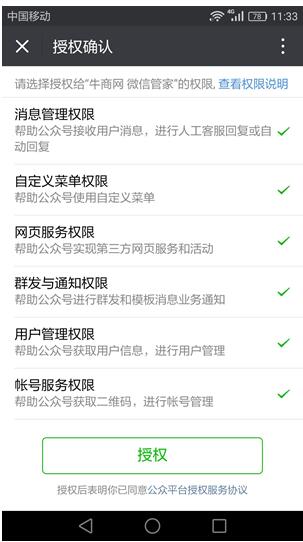 中国移动 4G 78 11:33
授权确认
请选择授权给“牛商网 微信管家”的权限, 查看权限说明
消息管理权限
帮助公众号接收用户消息，进行人工客服回复或自
动回复
自定义菜单权限
帮助公众号使用自定义菜单
网页服务权限
帮助公众号实现第三方网页服务和活动
群发与通知权限
帮助公众号进行群发和模板消息业务通知
用户管理权限
帮助公众号获取用户信息，进行用户管理
帐号服务权限
帮助公众号获取二维码，进行帐号管理
授权
授权后表明你已同意公众平台授权服务协议